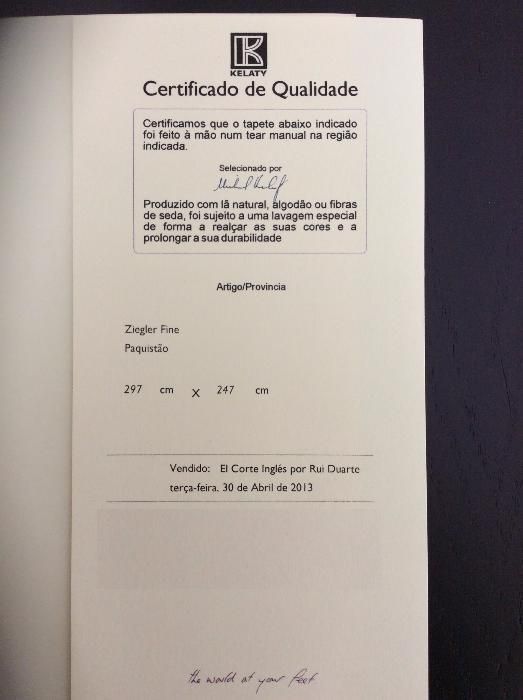 KELATY
Certificado de Qualidade
Certificamos que o tapete abaixo indicado
foi feito à mão num tear manual na região
indicada.
Selecionado por
Produzido com lã natural, algodão ou fibras
de seda, foi sujeito a uma lavagem especial
de forma a realçar as suas cores e a
prolongar a sua durabilidade
Artigo/Provincia
Ziegler Fine
Paquistão
297 cm x 247 cm
Vendido: El Corte Inglés por Rui Duarte
terça-feira, 30 de Abril de 2013
the world at your feet